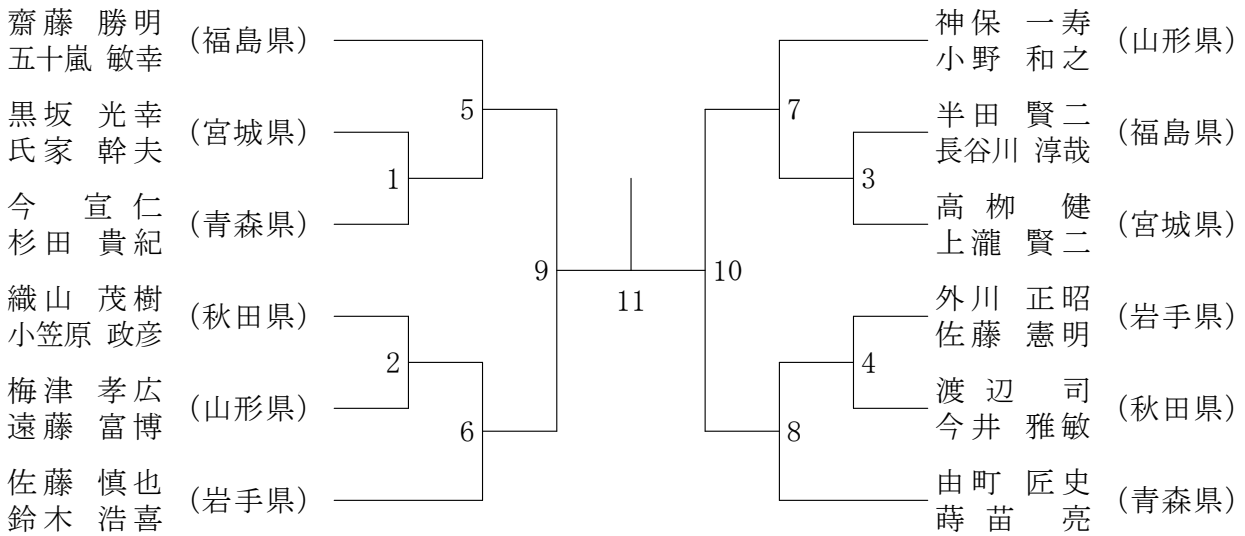 齋藤 勝明
五十嵐 敏幸
(福島県)
黒坂 光幸
氏家 幹夫
(宮城県)
今 宣仁
杉田 貴紀
(青森県)
織山 茂樹
小笠原 政彦
(秋田県)
梅津 孝広
遠藤 富博
(山形県)
佐藤 慎也
鈴木 浩喜
(岩手県)
5
1
2
6
9
11
10
7
3
4
8
神保 一寿
小野 和之
(山形県)
半田 賢二
長谷川 淳哉
(福島県)
高栁 健
上瀧 賢二
(宮城県)
外川 正昭
佐藤 憲明
(岩手県)
渡辺 司
今井 雅敏
(秋田県)
由町 匠史
蒔苗 亮
(青森県)